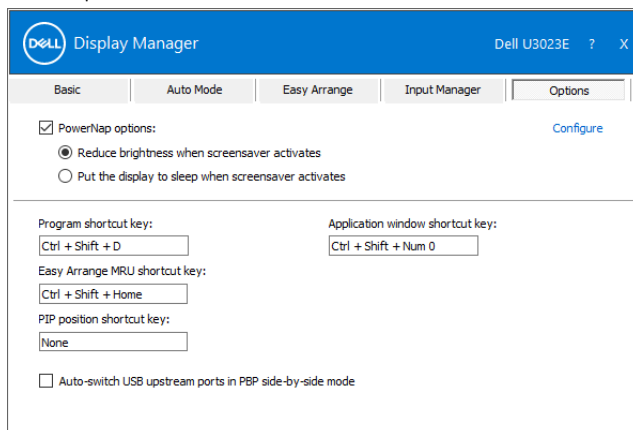 DELL Display Manager Dell U3023E ? X
Basic Auto Mode Easy Arrange Input Manager Options
PowerNap options: Configure
Reduce brightness when screensaver activates
Put the display to sleep when screensaver activates
Program shortcut key: Application window shortcut key:
Ctrl + Shift + D Ctrl + Shift + Num 0
Easy Arrange MRU shortcut key:
Ctrl + Shift + Home
PIP position shortcut key:
None
Auto-switch USB upstream ports in PBP side-by-side mode